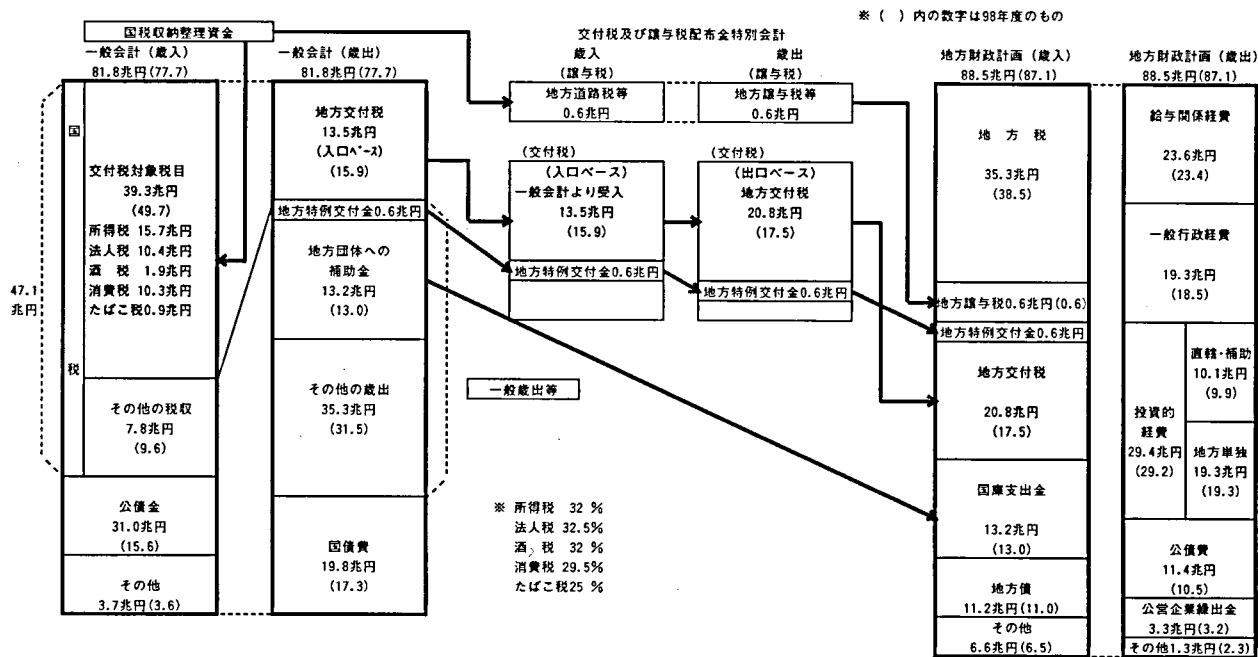 ※ ( ) 内の数字は98年度のもの
国税収納整理資金
一般会計 (歳入)
81.8兆円(77.7)
一般会計 (歳出)
81.8兆円(77.7)
交付税及び譲与税配布金特別会計
歳入
(譲与税)
歳出
(譲与税)
地方財政計画 (歳入)
88.5兆円(87.1)
地方財政計画 (歳出)
88.5兆円(87.1)
47.1
兆円
国
税
交付税対象税目
39.3兆円
(49.7)
所得税 15.7兆円
法人税 10.4兆円
酒 税 1.9兆円
消費税 10.3兆円
たばこ税0.9兆円
その他の税収
7.8兆円
(9.6)
公債金
31.0兆円
(15.6)
その他
3.7兆円(3.6)
地方交付税
13.5兆円
(入口ベース)
(15.9)
地方特例交付金0.6兆円
地方団体への
補助金
13.2兆円
(13.0)
その他の歳出
35.3兆円
(31.5)
国債費
19.8兆円
(17.3)
一般歳出等
地方道路税等
0.6兆円
地方譲与税等
0.6兆円
(交付税)
(入口ベース)
一般会計より受入
13.5兆円
(15.9)
地方特例交付金0.6兆円
(交付税)
(出口ベース)
地方交付税
20.8兆円
(17.5)
地方特例交付金0.6兆円
※ 所得税 32 %
法人税 32.5%
酒 税 32 %
消費税 29.5%
たばこ税25 %
地 方 税
35.3兆円
(38.5)
地方譲与税0.6兆円(0.6)
地方特例交付金0.6兆円
地方交付税
20.8兆円
(17.5)
国庫支出金
13.2兆円
(13.0)
地方債
11.2兆円(11.0)
その他
6.6兆円(6.5)
給与関係経費
23.6兆円
(23.4)
一般行政経費
19.3兆円
(18.5)
投資的
経費
29.4兆円
(29.2)
直轄・補助
10.1兆円
(9.9)
地方単独
19.3兆円
(19.3)
公債費
11.4兆円
(10.5)
公営企業繰出金
3.3兆円(3.2)
その他1.3兆円(2.3)